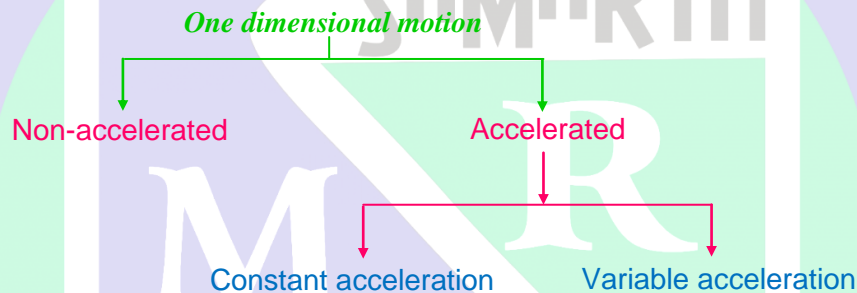 One dimensional motion
Non-accelerated
Accelerated
Constant acceleration
Variable acceleration
M
R